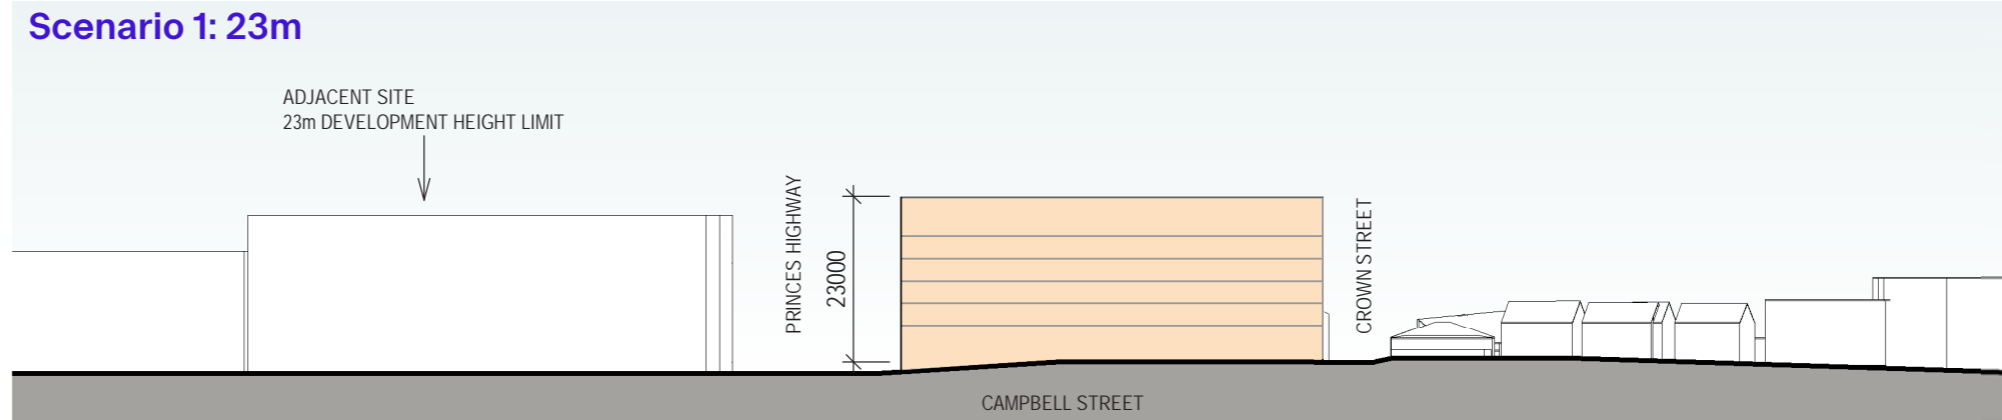 Scenario 1: 23m
ADJACENT SITE
23m DEVELOPMENT HEIGHT LIMIT
PRINCES HIGHWAY
23000
CROWN STREET
CAMPBELL STREET